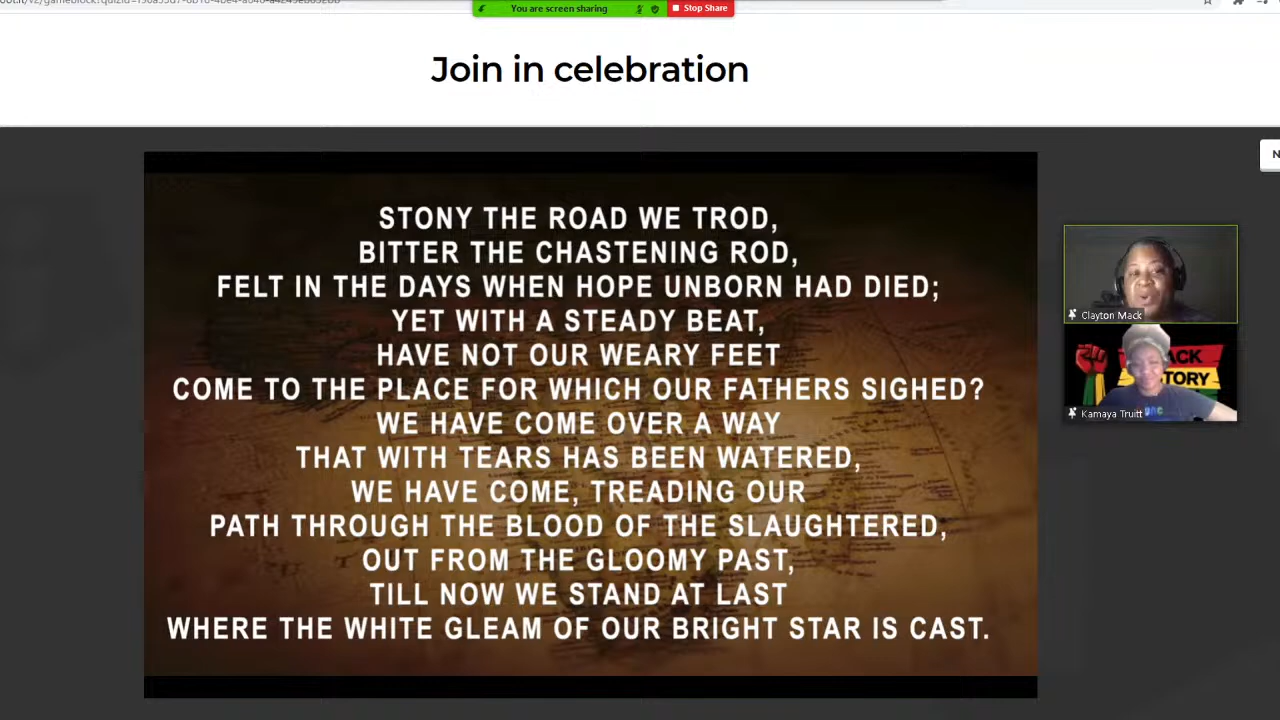 You are screen sharing
Stop Share
Join in celebration
STONY THE ROAD WE TROD,
BITTER THE CHASTENING ROD,
FELT IN THE DAYS WHEN HOPE UNBORN HAD DIED;
YET WITH A STEADY BEAT,
HAVE NOT OUR WEARY FEET
COME TO THE PLACE FOR WHICH OUR FATHERS SIGHED?
WE HAVE COME OVER A WAY
THAT WITH TEARS HAS BEEN WATERED,
WE HAVE COME, TREADING OUR
PATH THROUGH THE BLOOD OF THE SLAUGHTERED,
OUT FROM THE GLOOMY PAST,
TILL NOW WE STAND AT LAST
WHERE THE WHITE GLEAM OF OUR BRIGHT STAR IS CAST.
N
Clayton Mack
ACK
TORY
Kamaya Truitt